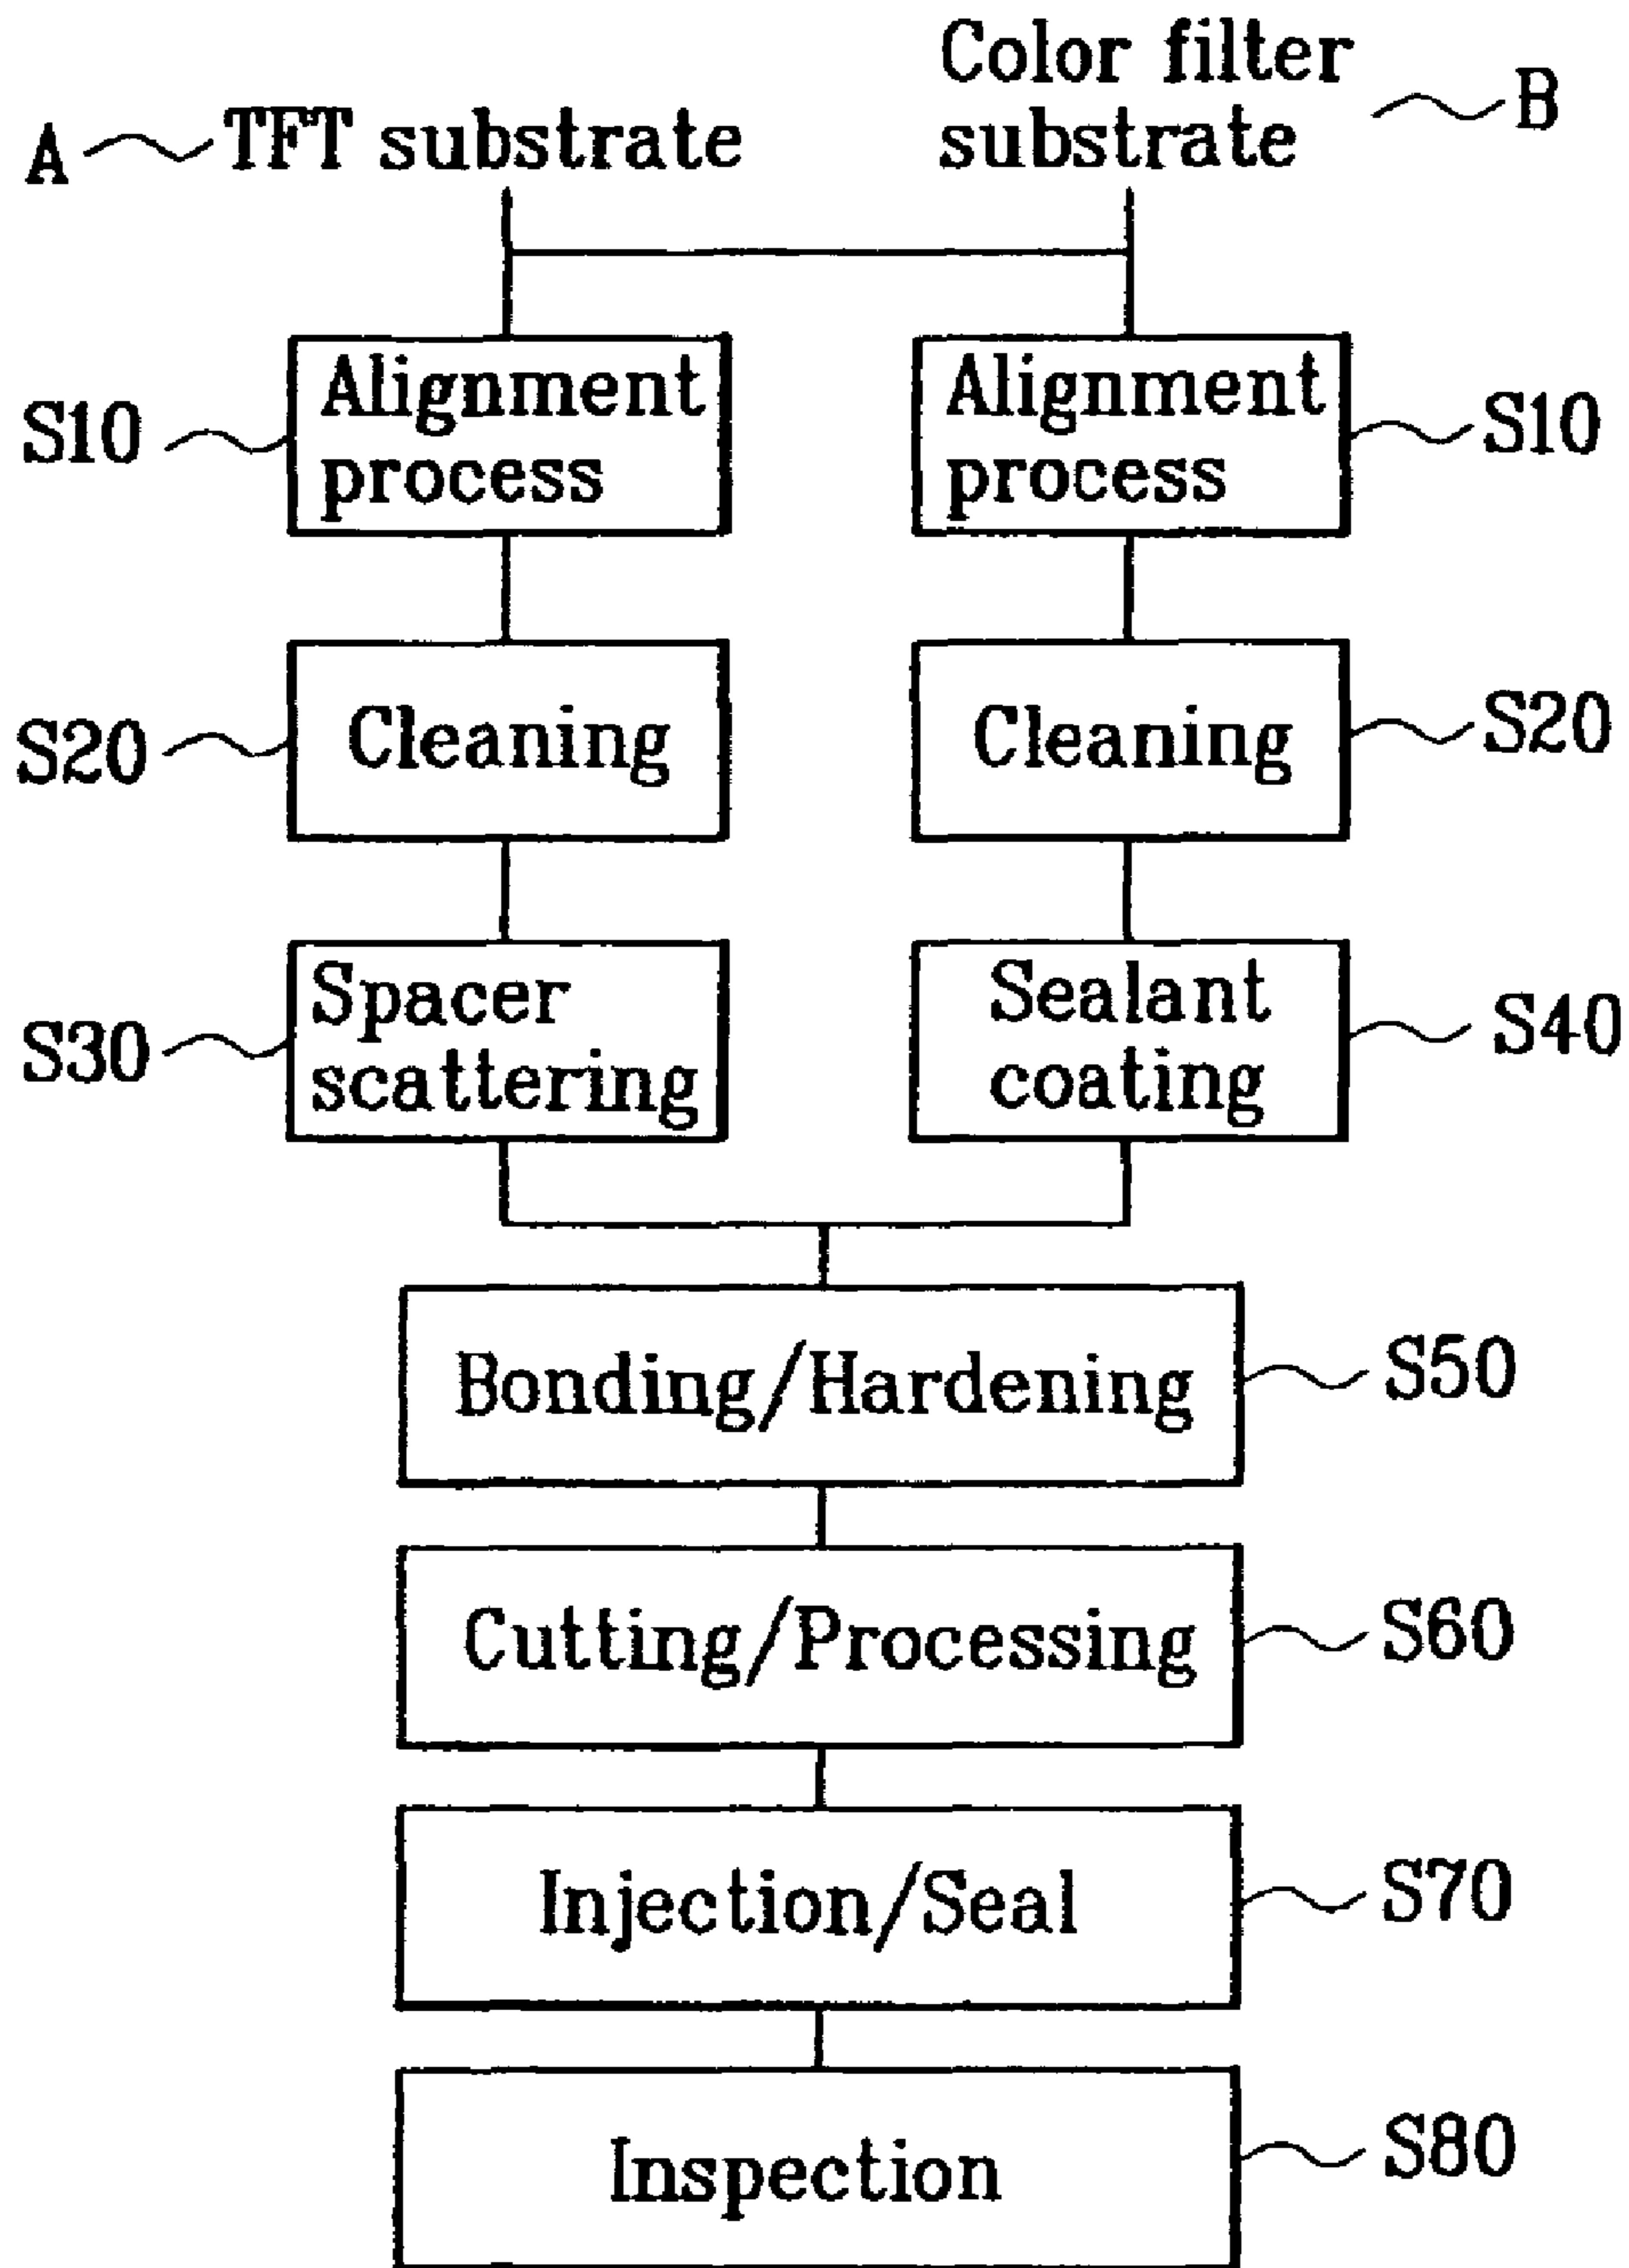 A
TFT substrate
Color filter
substrate
B
S10
Alignment
process
Alignment
process
S10
S20
Cleaning
Cleaning
S20
S30
Spacer
scattering
Sealant
coating
S40
Bonding/Hardening
S50
Cutting/Processing
S60
Injection/Seal
S70
Inspection
S80